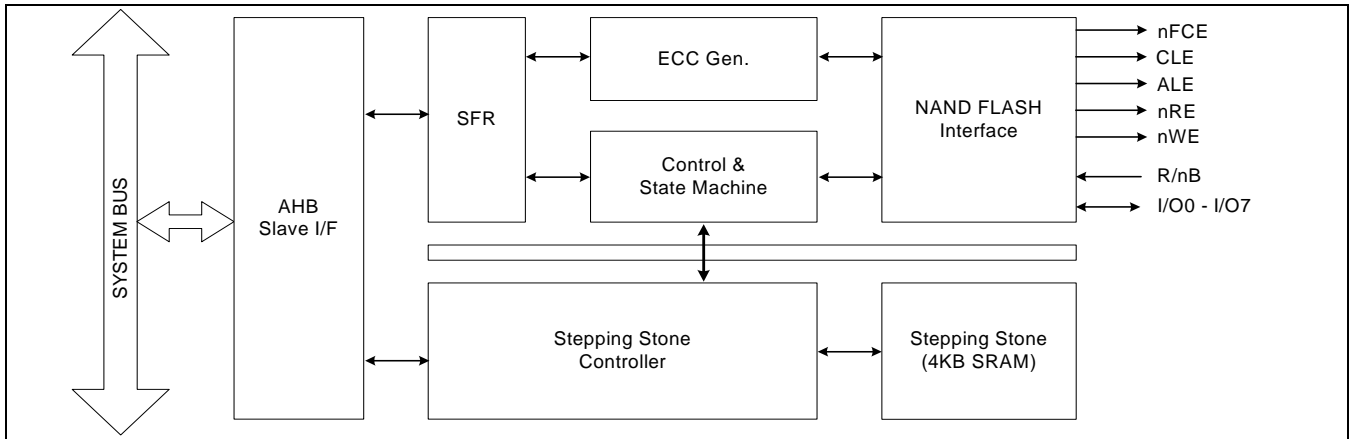 SYSTEM BUS
AHB
Slave I/F
SFR
ECC Gen.
Control &
State Machine
NAND FLASH
Interface
nFCE
CLE
ALE
nRE
nWE
R/nB
I/O0 - I/O7
Stepping Stone
Controller
Stepping Stone
(4KB SRAM)